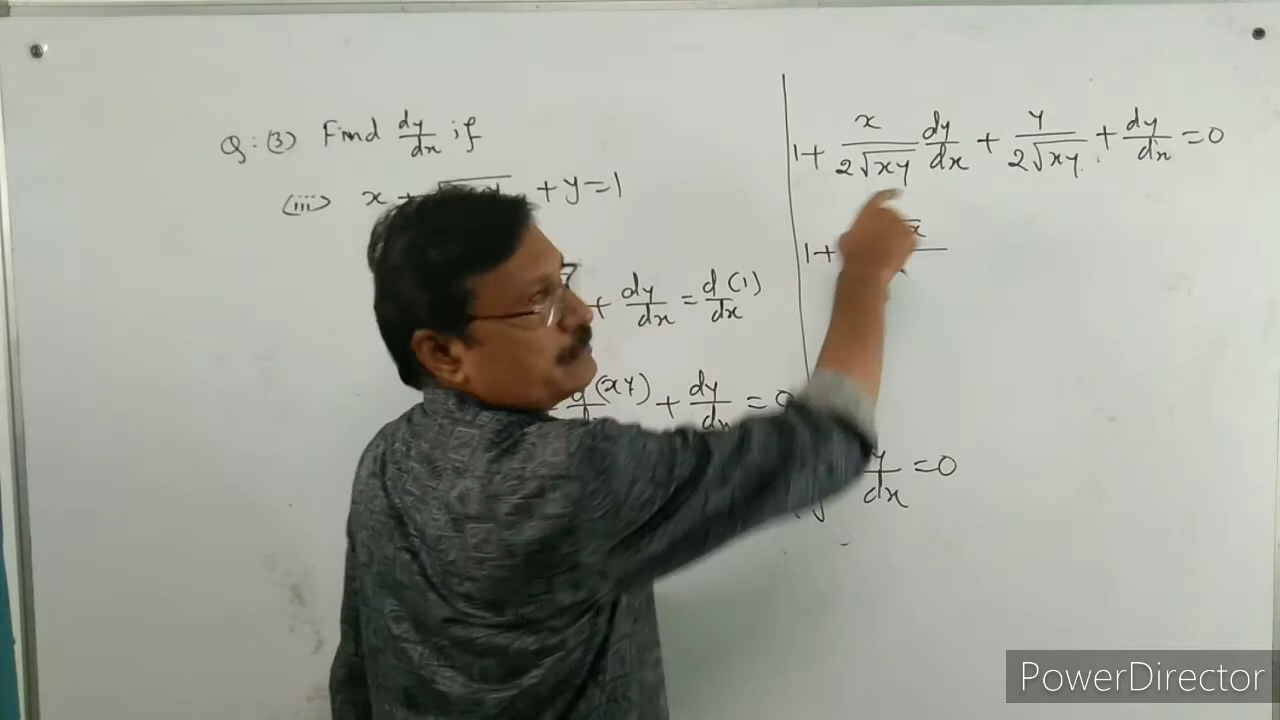 Q: (3) Find dy/dx if
(iii) x + + y = 1
+ dy/dx = d(1)/dx
(xy) + dy/dx = 0
1 + x/2√xy dy/dx + y/2√xy + dy/dx = 0
1 +
dx = 0
PowerDirector